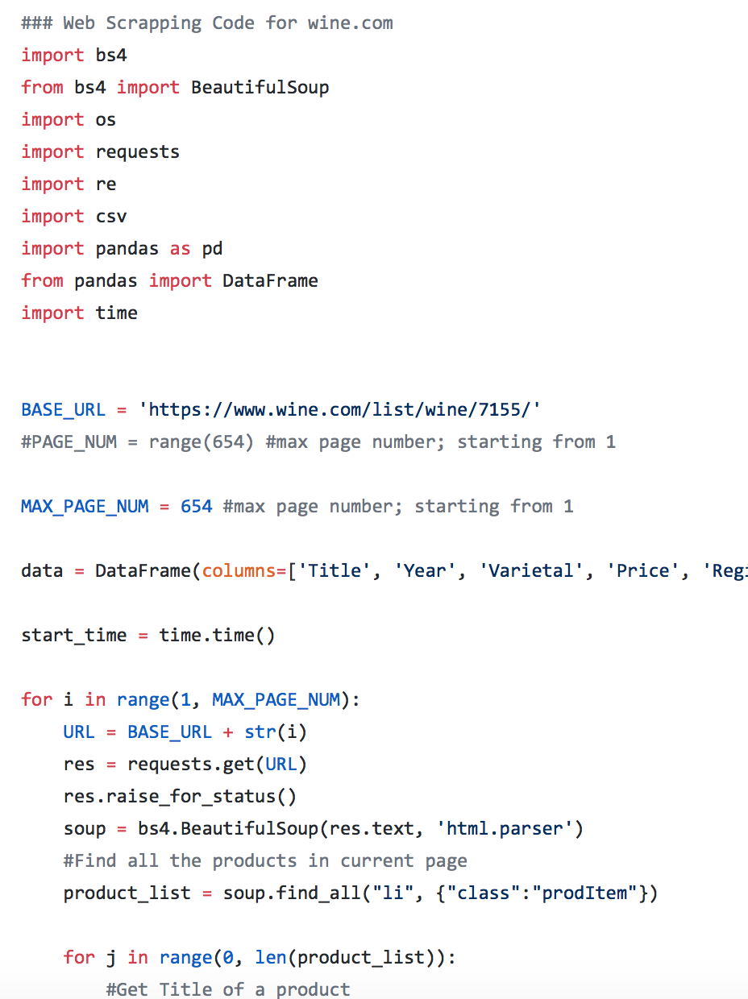 ### Web Scrapping Code for wine.com
import bs4
from bs4 import BeautifulSoup
import os
import requests
import re
import csv
import pandas as pd
from pandas import DataFrame
import time
BASE_URL = 'https://www.wine.com/list/wine/7155/'
#PAGE_NUM = range(654) #max page number; starting from 1
MAX_PAGE_NUM = 654 #max page number; starting from 1
data = DataFrame(columns=['Title', 'Year', 'Varietal', 'Price', 'Regi
start_time = time.time()
for i in range(1, MAX_PAGE_NUM):
    URL = BASE_URL + str(i)
    res = requests.get(URL)
    res.raise_for_status()
    soup = bs4.BeautifulSoup(res.text, 'html.parser')
    #Find all the products in current page
    product_list = soup.find_all("li", {"class":"prodItem"})
    for j in range(0, len(product_list)):
        #Get Title of a product